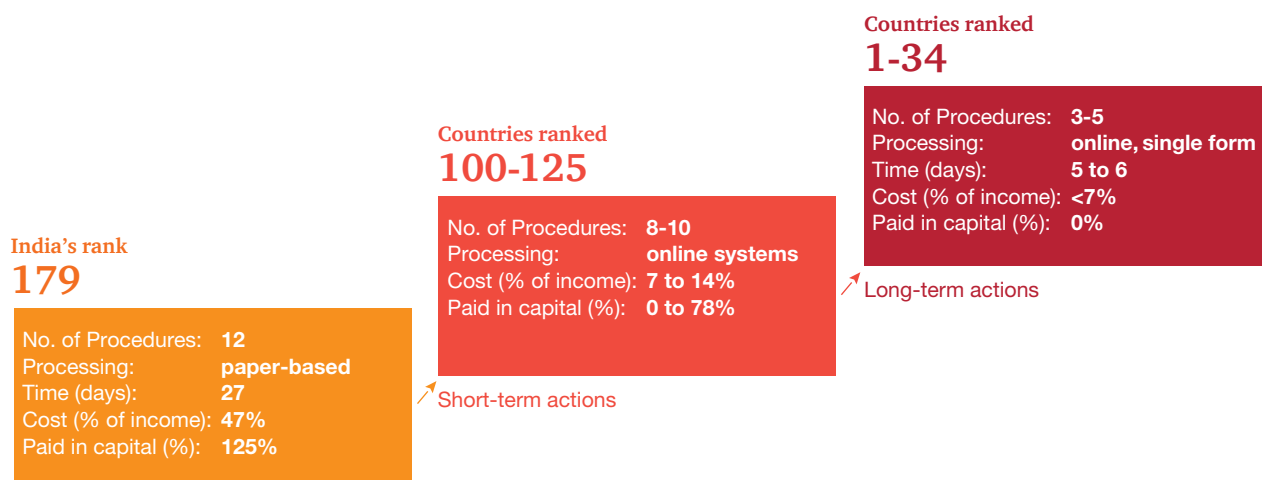 India's rank
179
No. of Procedures: 12
Processing: paper-based
Time (days): 27
Cost (% of income): 47%
Paid in capital (%): 125%
Short-term actions
Countries ranked
100-125
No. of Procedures: 8-10
Processing: online systems
Cost (% of income): 7 to 14%
Paid in capital (%): 0 to 78%
Long-term actions
Countries ranked
1-34
No. of Procedures: 3-5
Processing: online, single form
Time (days): 5 to 6
Cost (% of income): <7%
Paid in capital (%): 0%